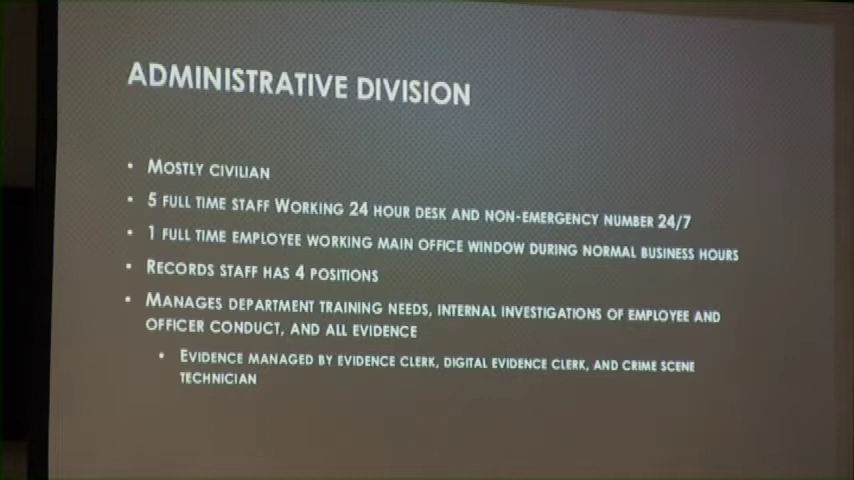 ADMINISTRATIVE DIVISION
• MOSTLY CIVILIAN
• 5 FULL TIME STAFF WORKING 24 HOUR DESK AND NON-EMERGENCY NUMBER 24/7
• 1 FULL TIME EMPLOYEE WORKING MAIN OFFICE WINDOW DURING NORMAL BUSINESS HOURS
• RECORDS STAFF HAS 4 POSITIONS
• MANAGES DEPARTMENT TRAINING NEEDS, INTERNAL INVESTIGATIONS OF EMPLOYEE AND
OFFICER CONDUCT, AND ALL EVIDENCE
• EVIDENCE MANAGED BY EVIDENCE CLERK, DIGITAL EVIDENCE CLERK, AND CRIME SCENE
TECHNICIAN